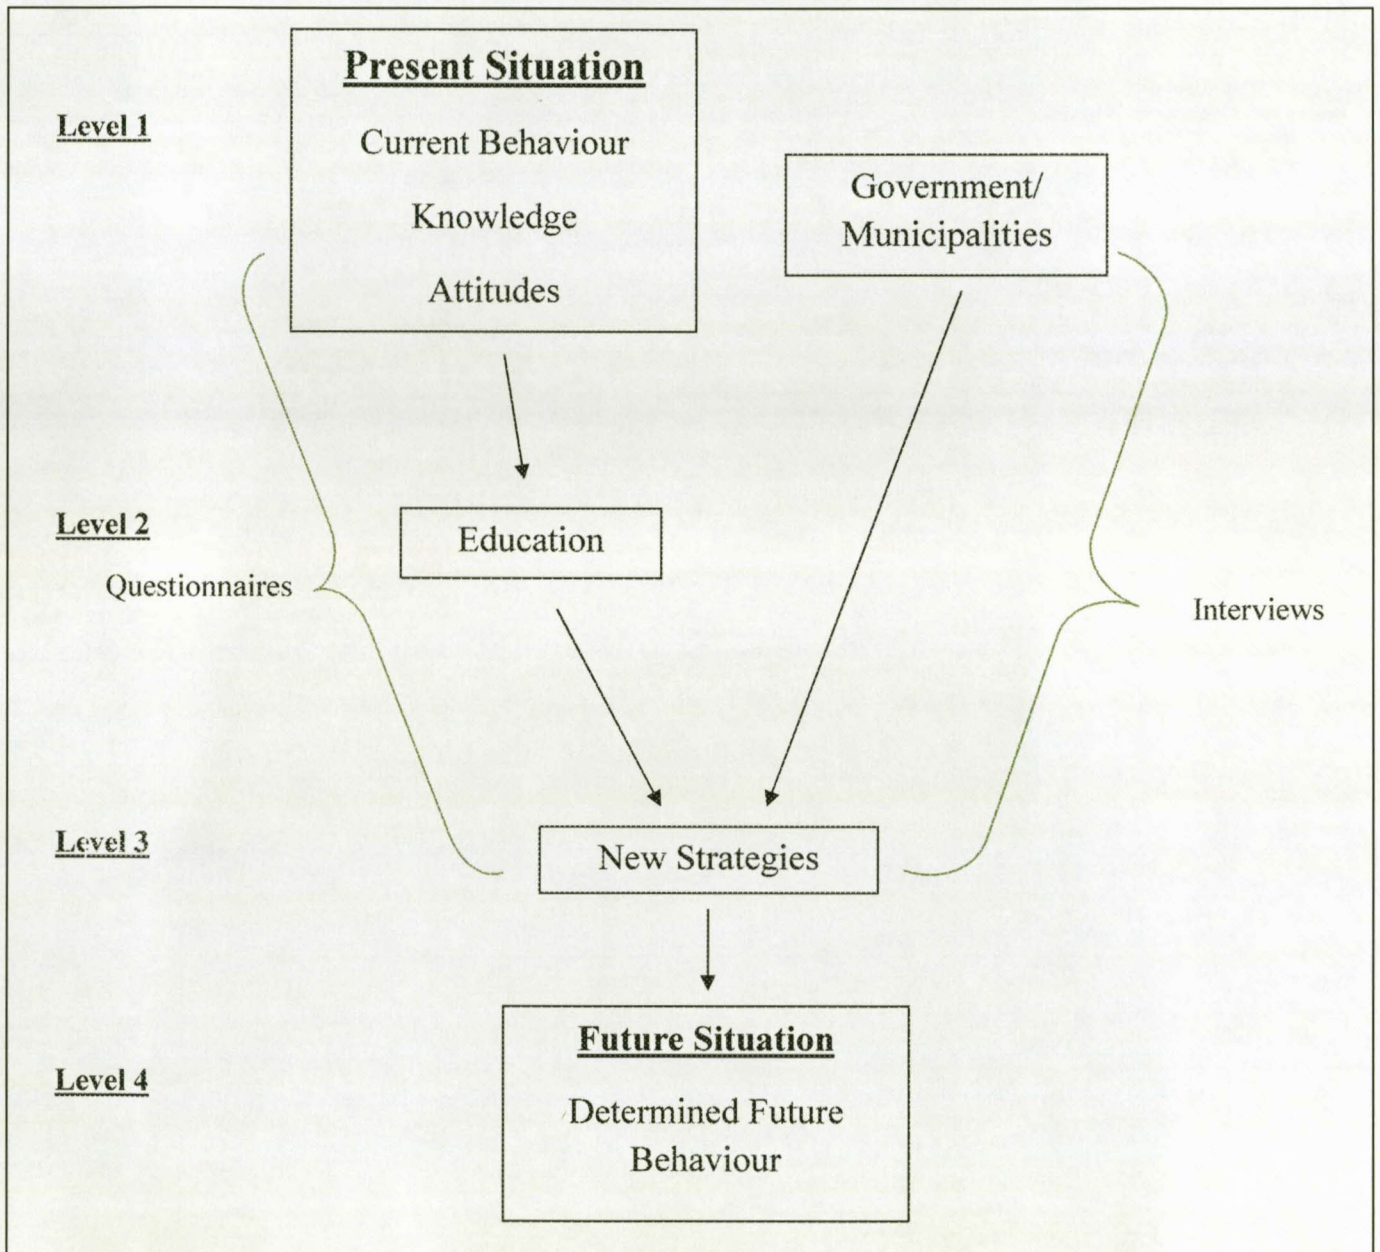 Present Situation
Level 1
Current Behaviour
Government/
Knowledge
Municipalities
Attitudes
Level 2
Education
Questionnaires
Interviews
Level 3
New Strategies
Future Situation
Level 4
Determined Future
Behaviour